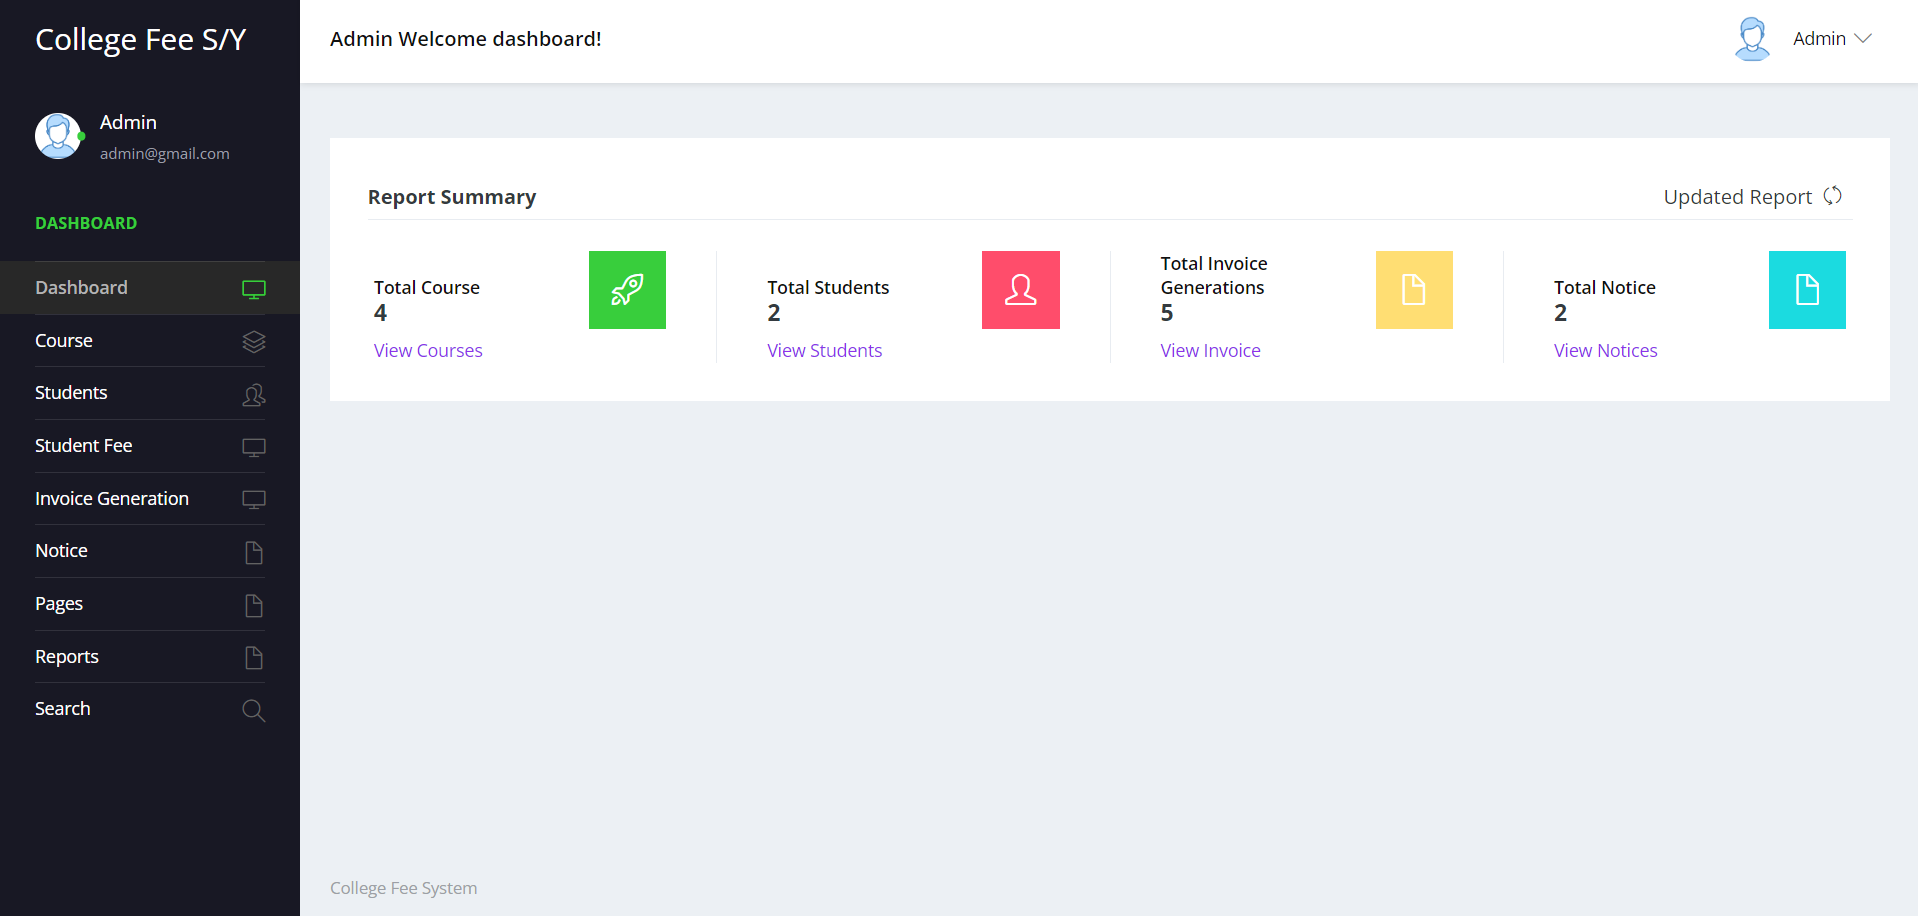 College Fee S/Y
Admin
admin@gmail.com
DASHBOARD
Dashboard
Course
Students
Student Fee
Invoice Generation
Notice
Pages
Reports
Search
Admin Welcome dashboard!
Admin
Report Summary
Updated Report
Total Course
4
View Courses
Total Students
2
View Students
Total Invoice
Generations
5
View Invoice
Total Notice
2
View Notices
College Fee System